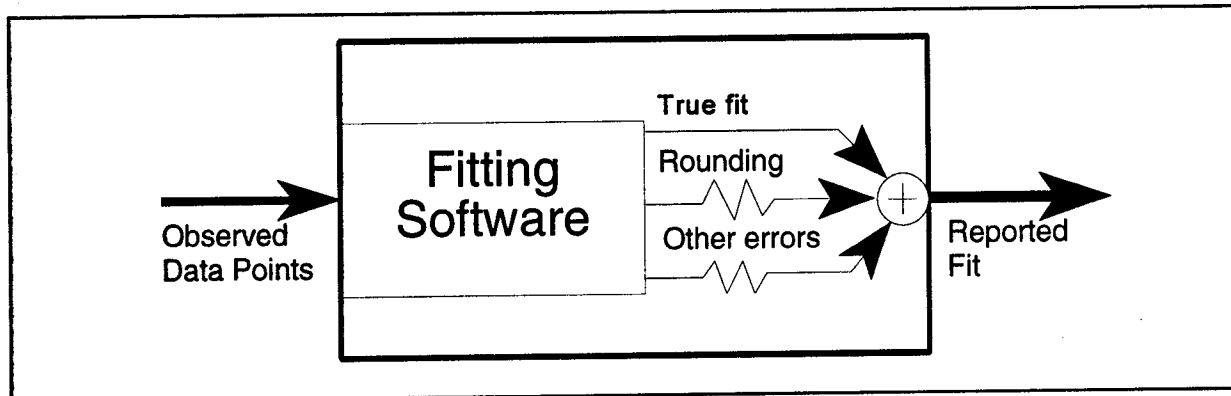 True fit
Fitting
Software
Rounding
Other errors
Observed
Data Points
Reported
Fit
+